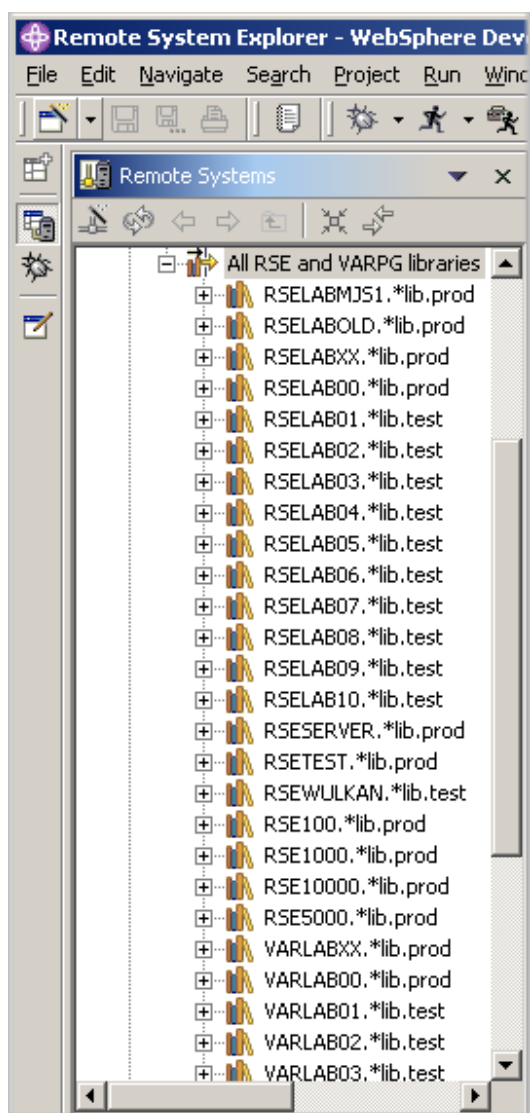 Remote System Explorer - WebSphere Dev
File Edit Navigate Search Project Run Wind
Remote Systems
All RSE and VARPG libraries
RSELABMJS1.*lib.prod
RSELABOLD.*lib.prod
RSELABXX.*lib.prod
RSELAB00.*lib.prod
RSELAB01.*lib.test
RSELAB02.*lib.test
RSELAB03.*lib.test
RSELAB04.*lib.test
RSELAB05.*lib.test
RSELAB06.*lib.test
RSELAB07.*lib.test
RSELAB08.*lib.test
RSELAB09.*lib.test
RSELAB10.*lib.test
RSESERVER.*lib.prod
RSETEST.*lib.prod
RSEWULKAN.*lib.test
RSE100.*lib.prod
RSE1000.*lib.prod
RSE10000.*lib.prod
RSE5000.*lib.prod
VARLABXX.*lib.prod
VARLAB00.*lib.prod
VARLAB01.*lib.test
VARLAB02.*lib.test
VARLAB03.*lib.test